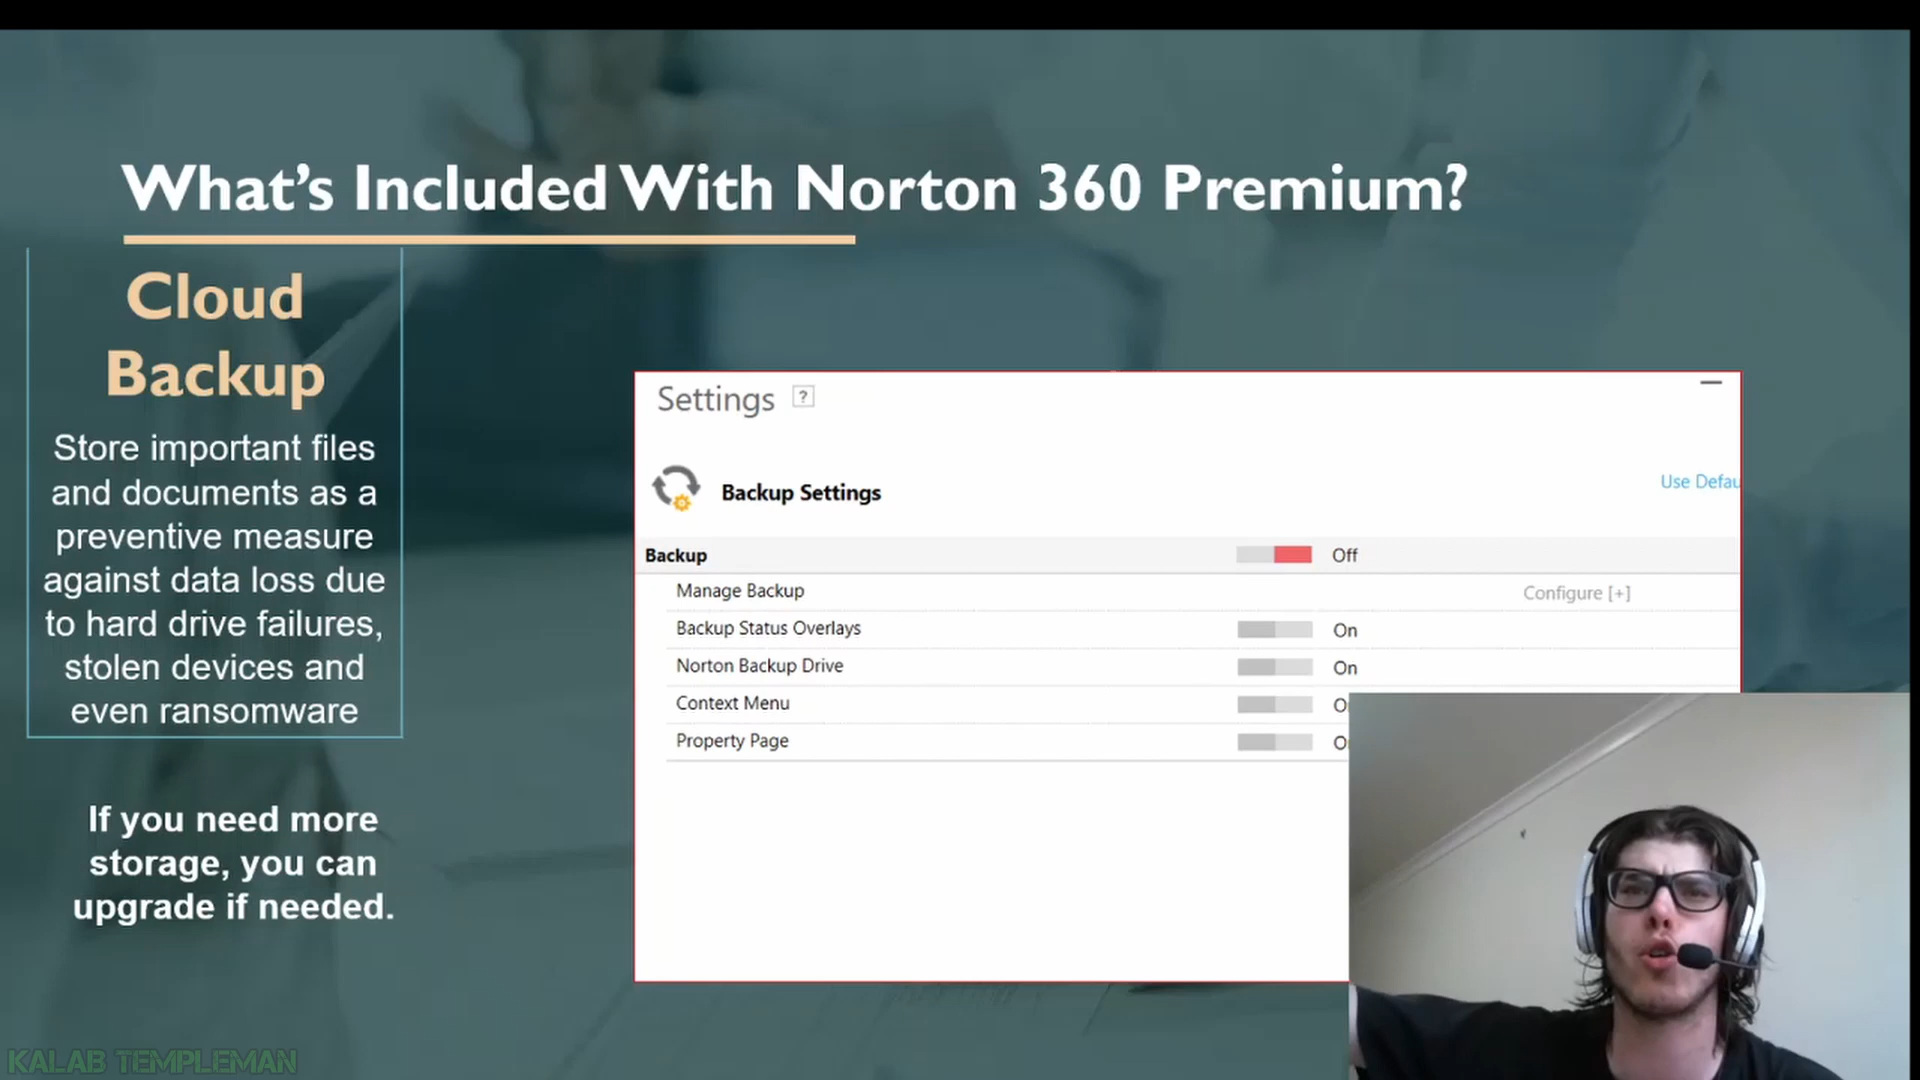 What's Included With Norton 360 Premium?
Cloud
Backup
Store important files
and documents as a
preventive measure
against data loss due
to hard drive failures,
stolen devices and
even ransomware
If you need more
storage, you can
upgrade if needed.
Settings ?
Backup Settings
Use Defau
Backup Off
Manage Backup Configure [+]
Backup Status Overlays On
Norton Backup Drive On
Context Menu
Property Page
KALAB TEMPLEMAN